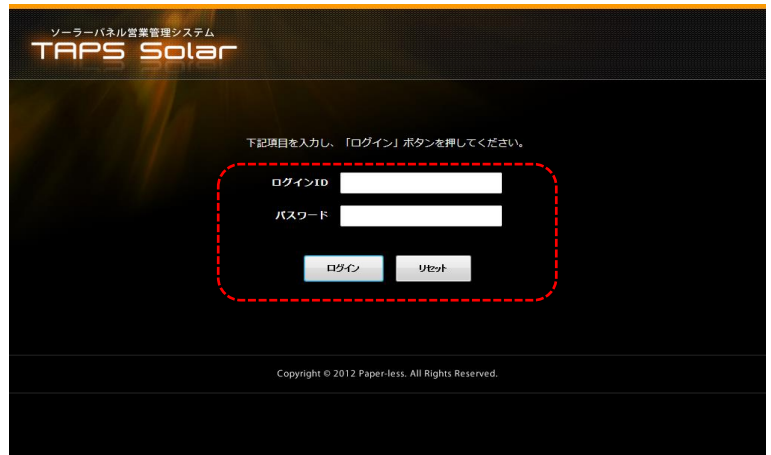 ソーラーパネル営業管理システム
TAPS Solar
下記項目を入力し、「ログイン」ボタンを押してください。
ログインID
パスワード
ログイン リセット
Copyright © 2012 Paper-less. All Rights Reserved.